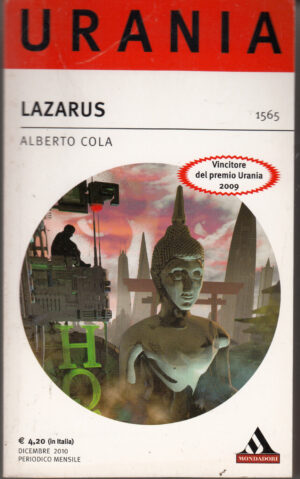 URANIA
LAZARUS
1565
ALBERTO COLA
Vincitore
del premio Urania
2009
HO
€ 4,20 (in Italia)
DICEMBRE 2010
PERIODICO MENSILE
MONDADORI